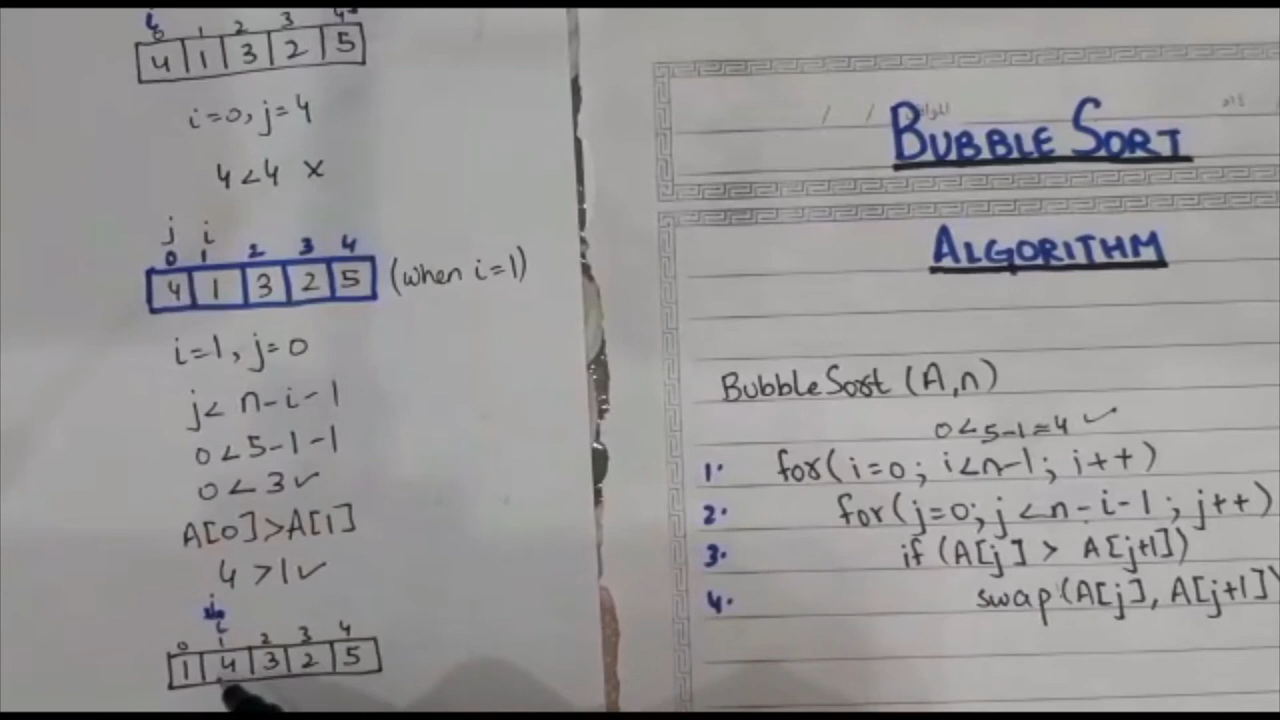 i
0 1 2 3 4
4 1 3 2 5
i=0, j=4
4<4 ×
j i
0 1 2 3 4
4 1 3 2 5 (when i=1)
i=1, j=0
j< n-i-1
0<5-1-1
0<3✓
A[0]>A[1]
4>1✓
j
i
0 1 2 3 4
1 4 3 2 5
BUBBLE SORT
ALGORITHM
BubbleSort (A,n)
0<5-1=4 ✓
1. for(i=0; i<n-1; i++)
2. for(j=0; j<n-i-1; j++)
3. if (A[j] > A[j+1])
4. swap(A[j], A[j+1])